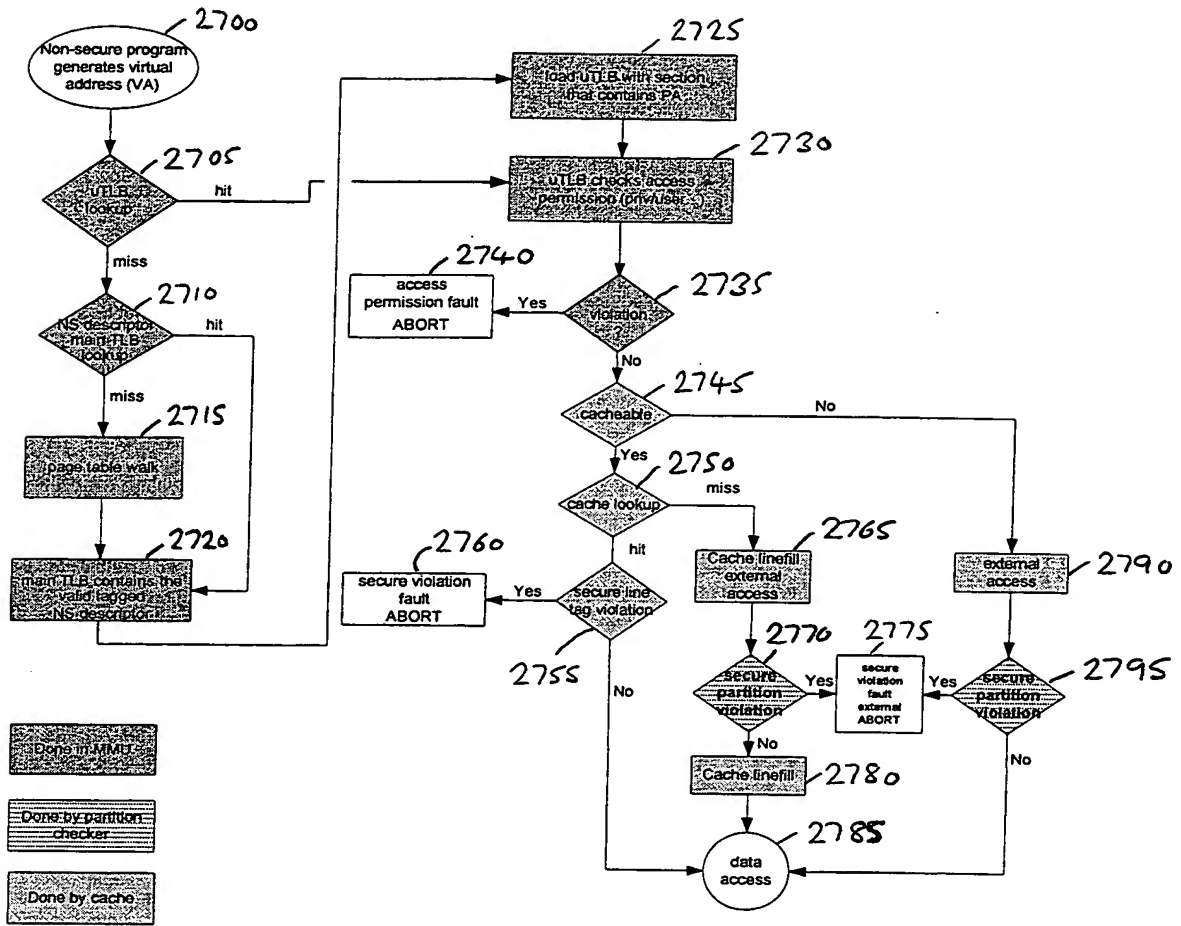 2700
Non-secure program
generates virtual
address (VA)
2705
uTLB
lookup
hit
miss
2710
NS descriptor
main TLB
lookup
hit
miss
2715
page table walk
2720
main TLB contains the
valid tagged
NS descriptor
2725
load uTLB with section
that contains PA
2730
uTLB checks access
permission (priv/user...)
2740
access
permission fault
ABORT
Yes
2735
violation
No
2745
cacheable
No
Yes
2750
cache lookup
miss
hit
2760
secure violation
fault
ABORT
Yes
secure line
tag violation
2755
No
2765
Cache linefill
external
access
2770
secure
partition
violation
Yes
2775
secure
violation
fault
external
ABORT
No
2780
Cache linefill
2785
data
access
external
access
2790
Yes
secure
partition
violation
2795
No
Done in MMU
Done by partition
checker
Done by cache